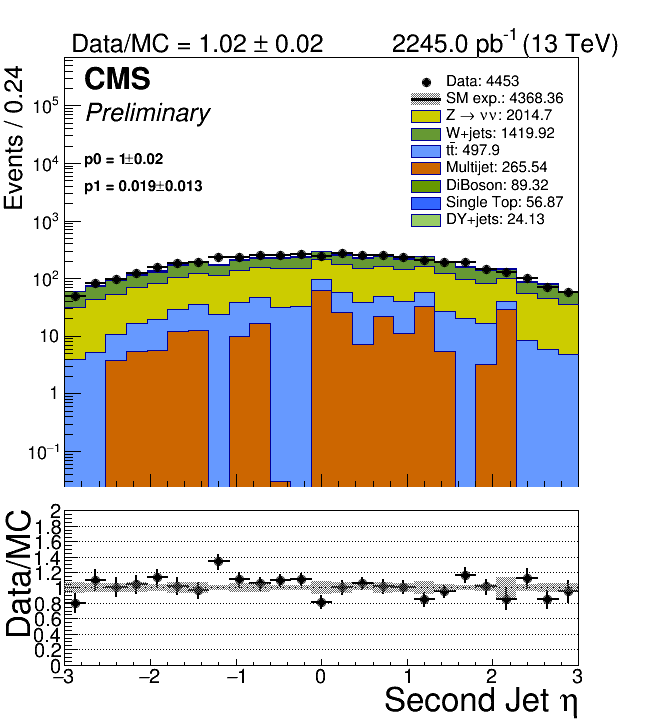 Data/MC = 1.02 ± 0.02 2245.0 pb⁻¹ (13 TeV)
CMS
Preliminary
p0 = 1±0.02
p1 = 0.019±0.013
Data: 4453
SM exp.: 4368.36
Z → νν: 2014.7
W+jets: 1419.92
tt̄: 497.9
Multijet: 265.54
DiBoson: 89.32
Single Top: 56.87
DY+jets: 24.13
Events / 0.24
10⁵
10⁴
10³
10²
10
1
10⁻¹
Data/MC
2
1.8
1.6
1.4
1.2
1
0.8
0.6
0.4
0.2
0
−3 −2 −1 0 1 2 3
Second Jet η